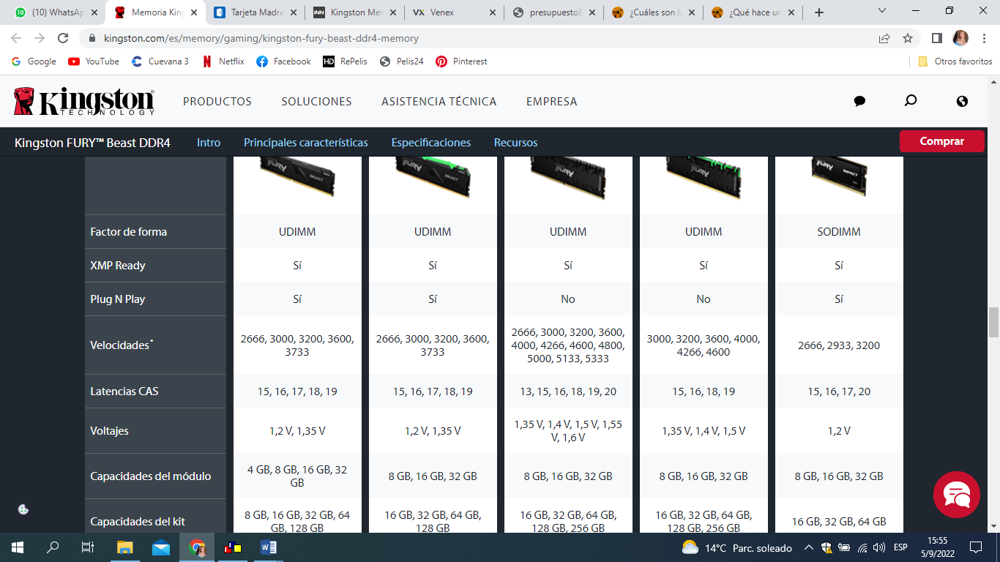 (10) WhatsAp
Memoria King
Tarjeta Madre
Kingston Mem
Venex
presupuesto8
¿Cuáles son lo
¿Qué hace un
kingston.com/es/memory/gaming/kingston-fury-beast-ddr4-memory
Google
YouTube
Cuevana 3
Netflix
Facebook
HD RePelis
Pelis24
Pinterest
Otros favoritos
Kingston
TECHNOLOGY
PRODUCTOS
SOLUCIONES
ASISTENCIA TÉCNICA
EMPRESA
Kingston FURY™ Beast DDR4
Intro
Principales características
Especificaciones
Recursos
Comprar
FURY BEAST
FURY BEAST
FURY
FURY
FURY IMPACT
Factor de forma
UDIMM
UDIMM
UDIMM
UDIMM
SODIMM
XMP Ready
Sí
Sí
Sí
Sí
Sí
Plug N Play
Sí
Sí
No
No
Sí
Velocidades*
2666, 3000, 3200, 3600,
3733
2666, 3000, 3200, 3600,
3733
2666, 3000, 3200, 3600,
4000, 4266, 4600, 4800,
5000, 5133, 5333
3000, 3200, 3600, 4000,
4266, 4600
2666, 2933, 3200
Latencias CAS
15, 16, 17, 18, 19
15, 16, 17, 18, 19
13, 15, 16, 18, 19, 20
15, 16, 18, 19
15, 16, 17, 20
Voltajes
1,2 V, 1,35 V
1,2 V, 1,35 V
1,35 V, 1,4 V, 1,5 V, 1,55
V, 1,6 V
1,35 V, 1,4 V, 1,5 V
1,2 V
Capacidades del módulo
4 GB, 8 GB, 16 GB, 32
GB
8 GB, 16 GB, 32 GB
8 GB, 16 GB, 32 GB
8 GB, 16 GB, 32 GB
8 GB, 16 GB, 32 GB
Capacidades del kit
8 GB, 16 GB, 32 GB, 64
GB, 128 GB
16 GB, 32 GB, 64 GB,
128 GB
16 GB, 32 GB, 64 GB,
128 GB, 256 GB
16 GB, 32 GB, 64 GB,
128 GB, 256 GB
16 GB, 32 GB, 64 GB
14°C Parc. soleado
ESP
15:55
5/9/2022